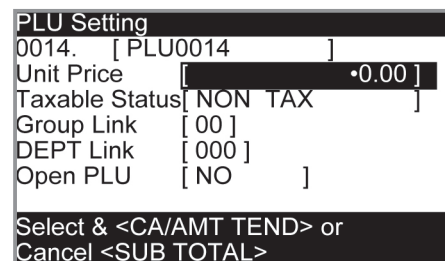 PLU Setting
0014. [ PLU0014 ]
Unit Price [ •0.00 ]
Taxable Status[ NON TAX ]
Group Link [ 00 ]
DEPT Link [ 000 ]
Open PLU [ NO ]
Select & <CA/AMT TEND> or
Cancel <SUB TOTAL>